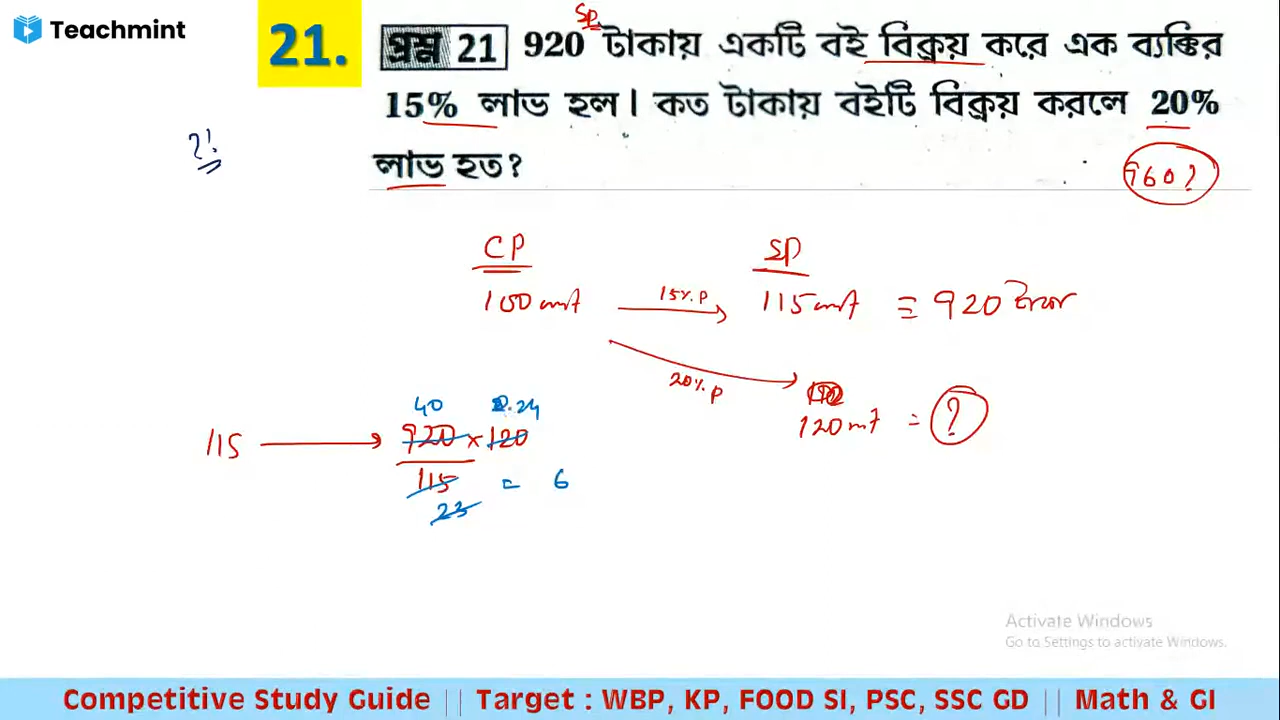 Teachmint
21.
SP
প্রশ্ন 21 920 টাকায় একটি বই বিক্রয় করে এক ব্যক্তির
15% লাভ হল। কত টাকায় বইটি বিক্রয় করলে 20%
লাভ হত?
960?
CP SP
100 15%.P 115 = 920
20%.P
120 = ?
40 24
115 920 × 120
115 = 6
23
Activate Windows
Go to Settings to activate Windows.
Competitive Study Guide || Target : WBP, KP, FOOD SI, PSC, SSC GD || Math & GI